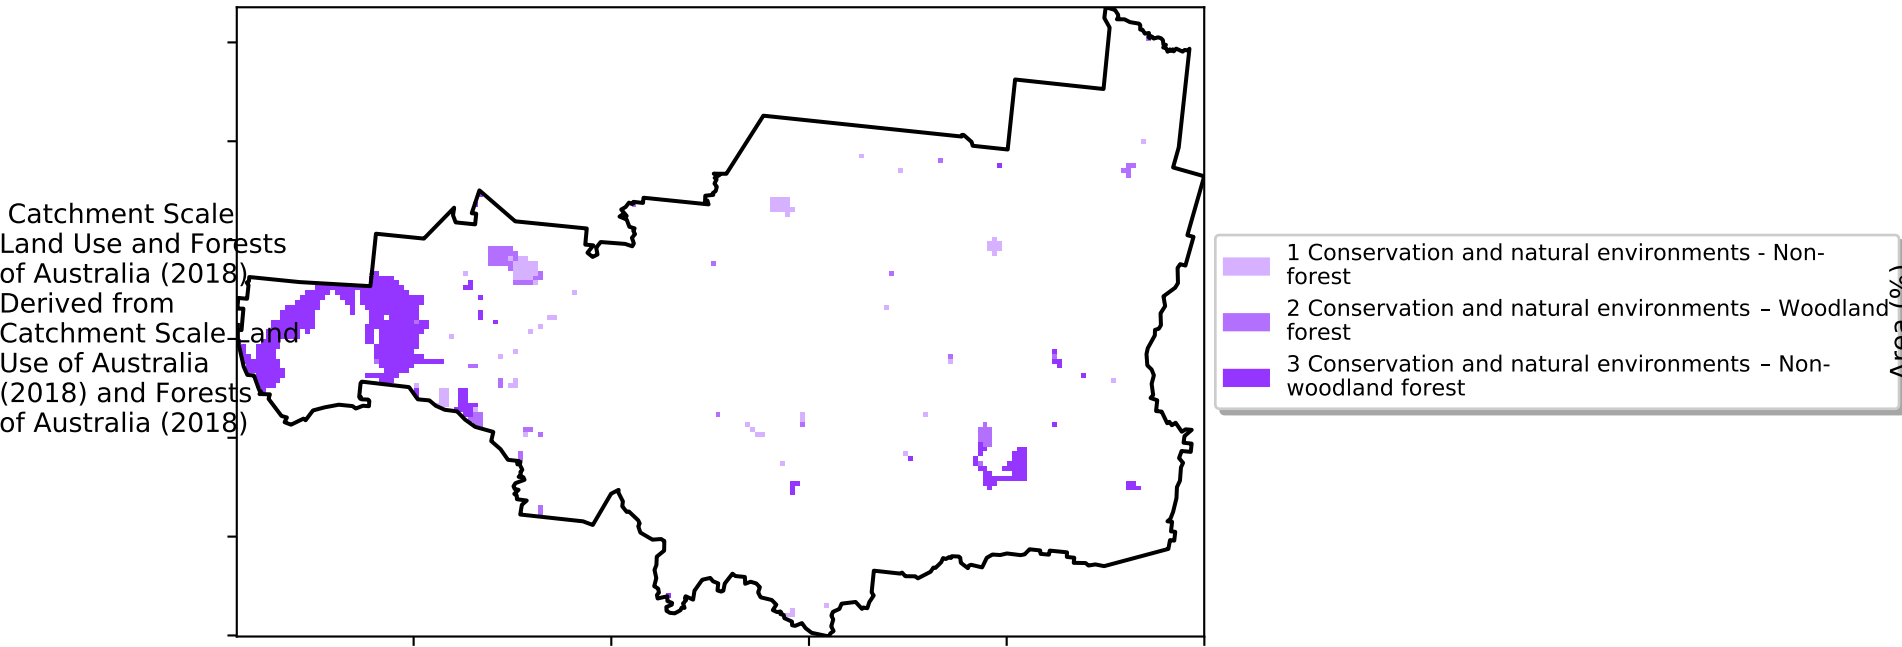 Catchment Scale
Land Use and Forests
of Australia (2018)
Derived from
Catchment Scale Land
Use of Australia
(2018) and Forests
of Australia (2018)
1 Conservation and natural environments - Non-
forest
2 Conservation and natural environments – Woodland
forest
3 Conservation and natural environments – Non-
woodland forest